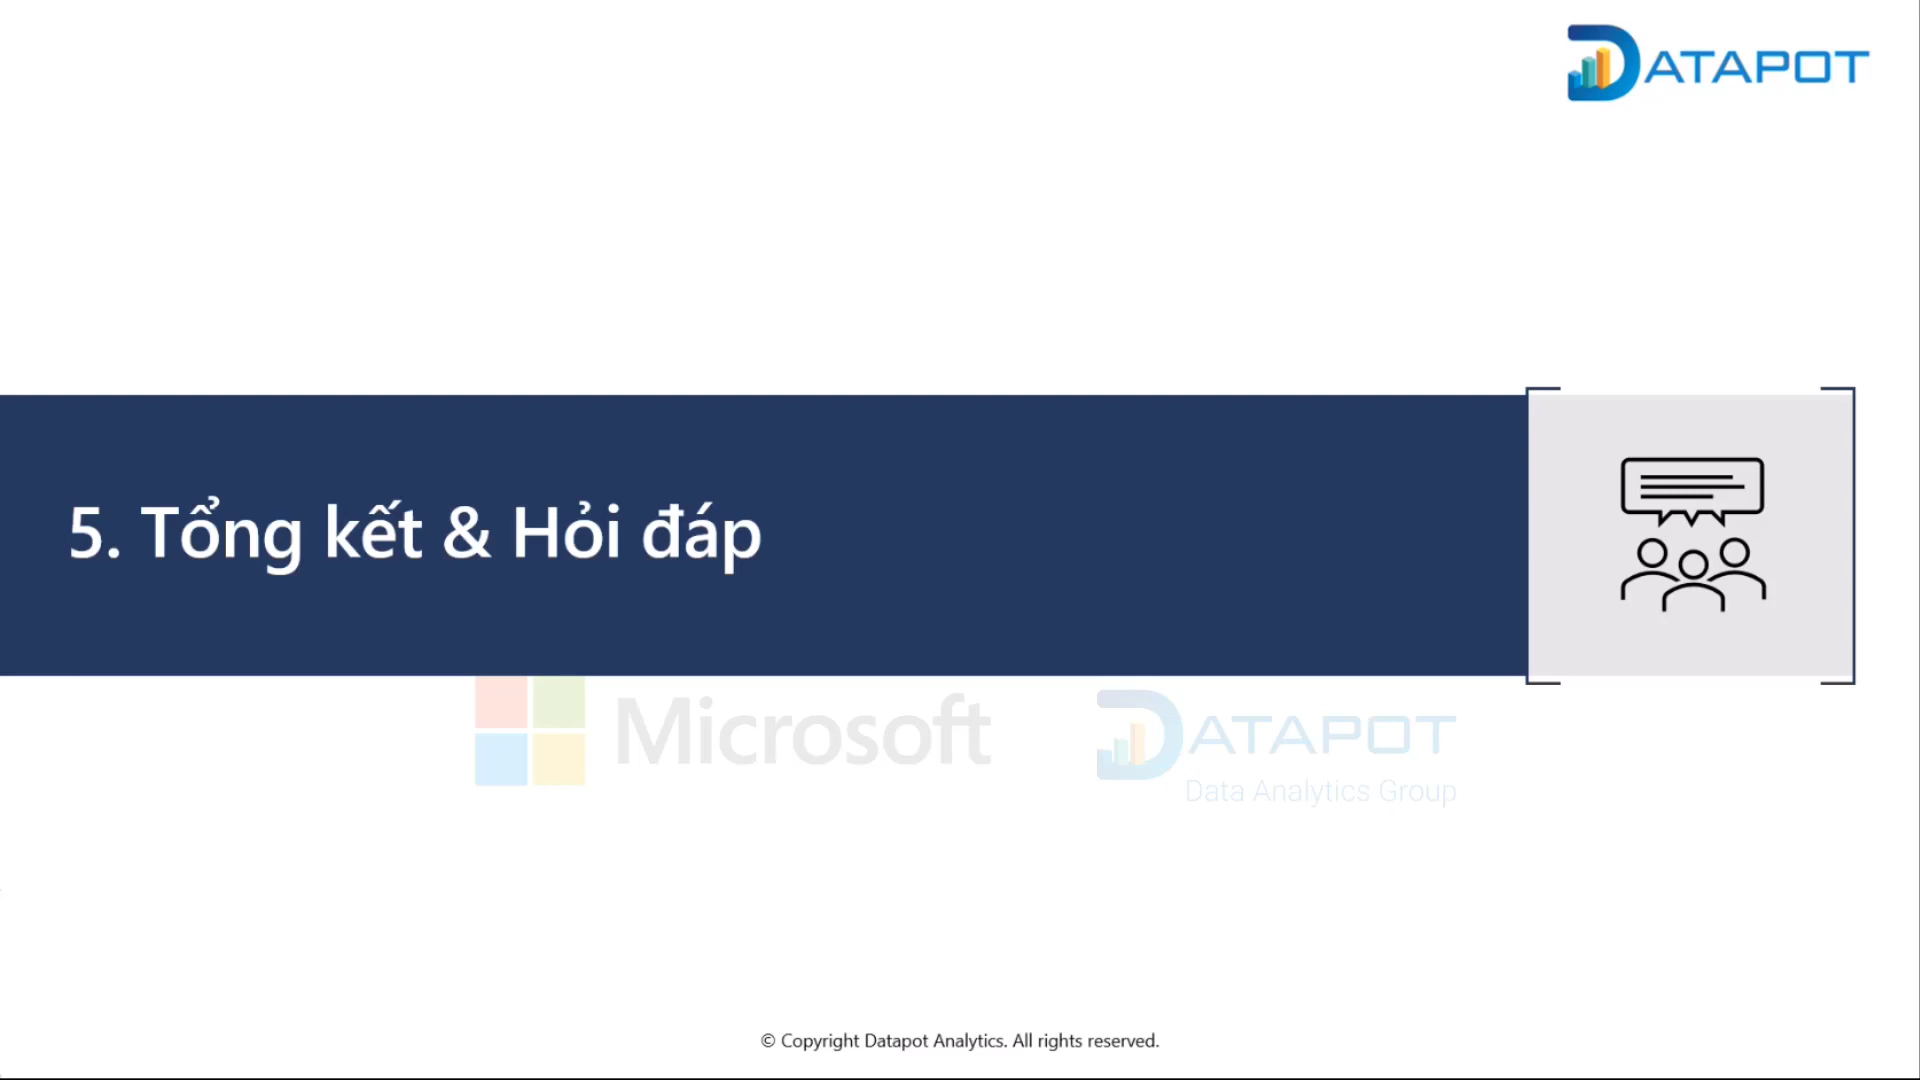 DATAPOT
5. Tổng kết & Hỏi đáp
Microsoft
DATAPOT
Data Analytics Group
© Copyright Datapot Analytics. All rights reserved.